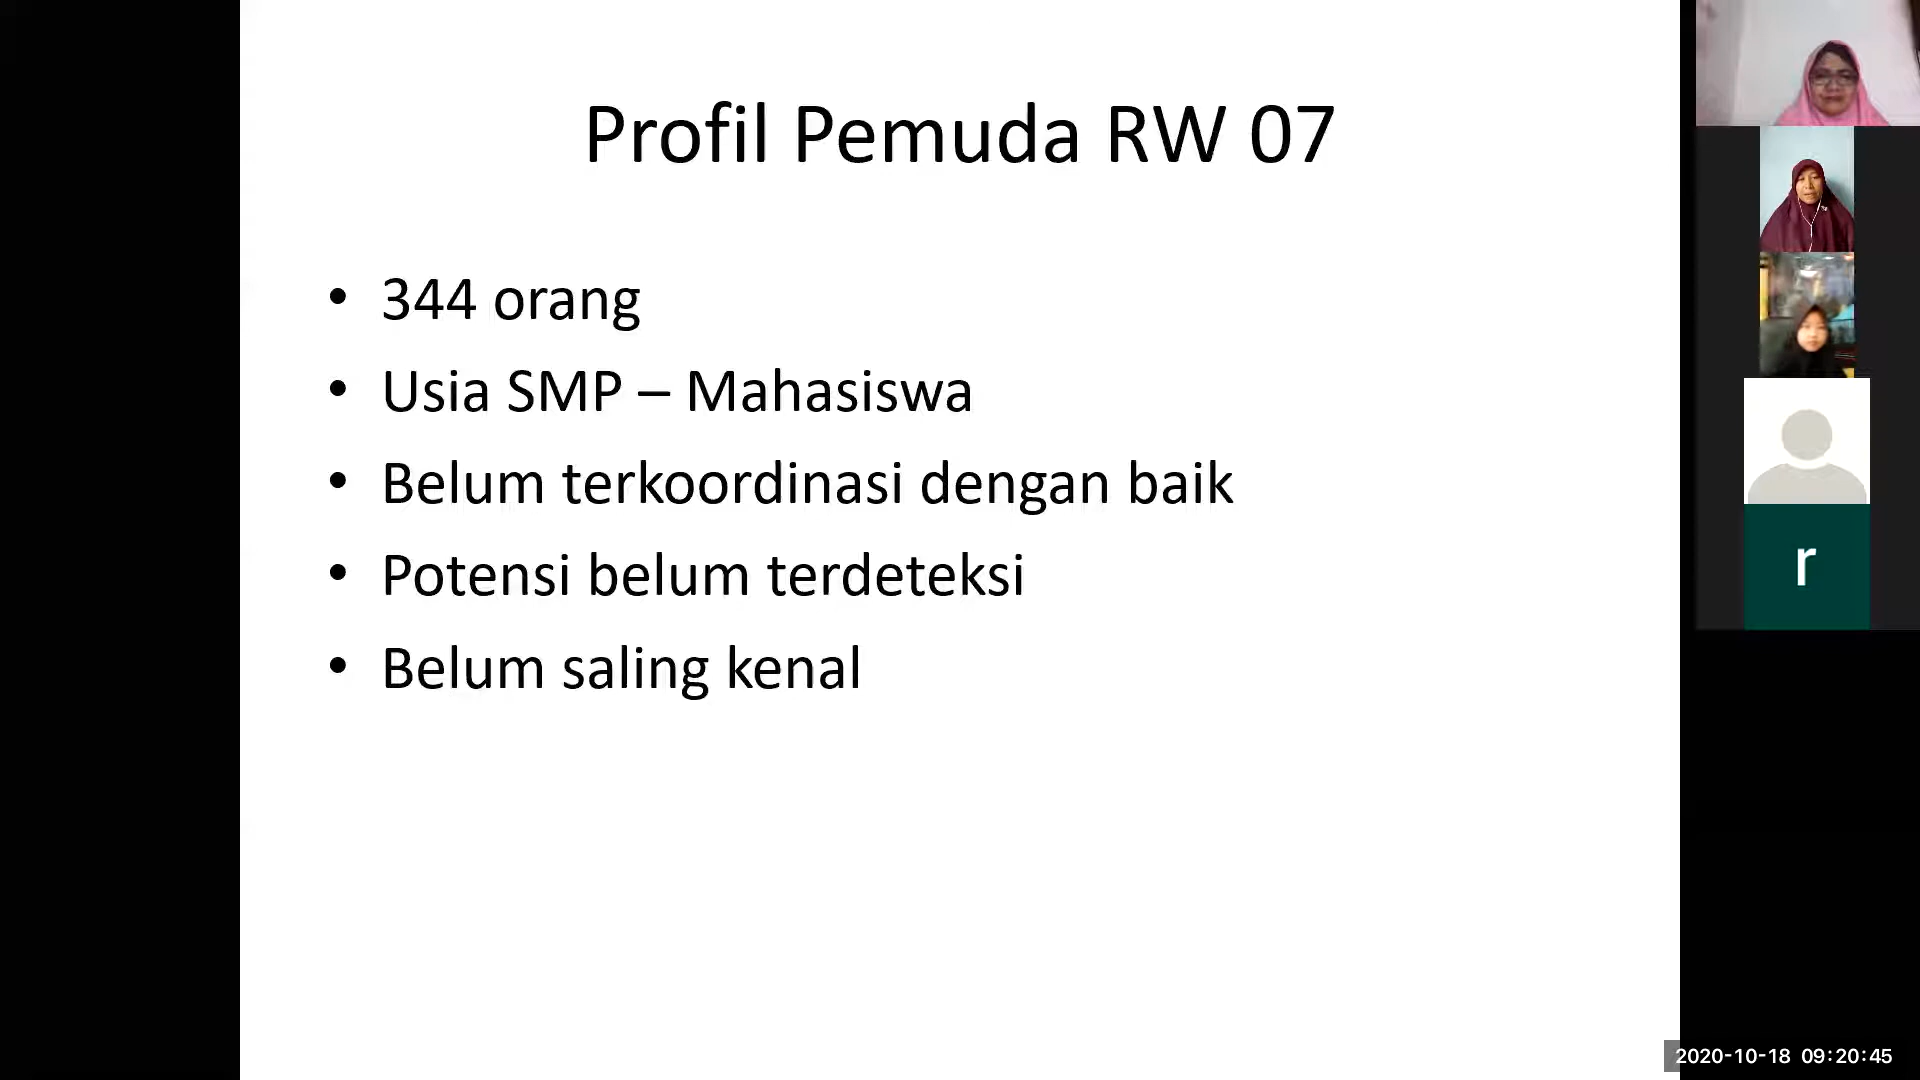 Profil Pemuda RW 07
• 344 orang
• Usia SMP – Mahasiswa
• Belum terkoordinasi dengan baik
• Potensi belum terdeteksi
• Belum saling kenal
r
2020-10-18 09:20:45